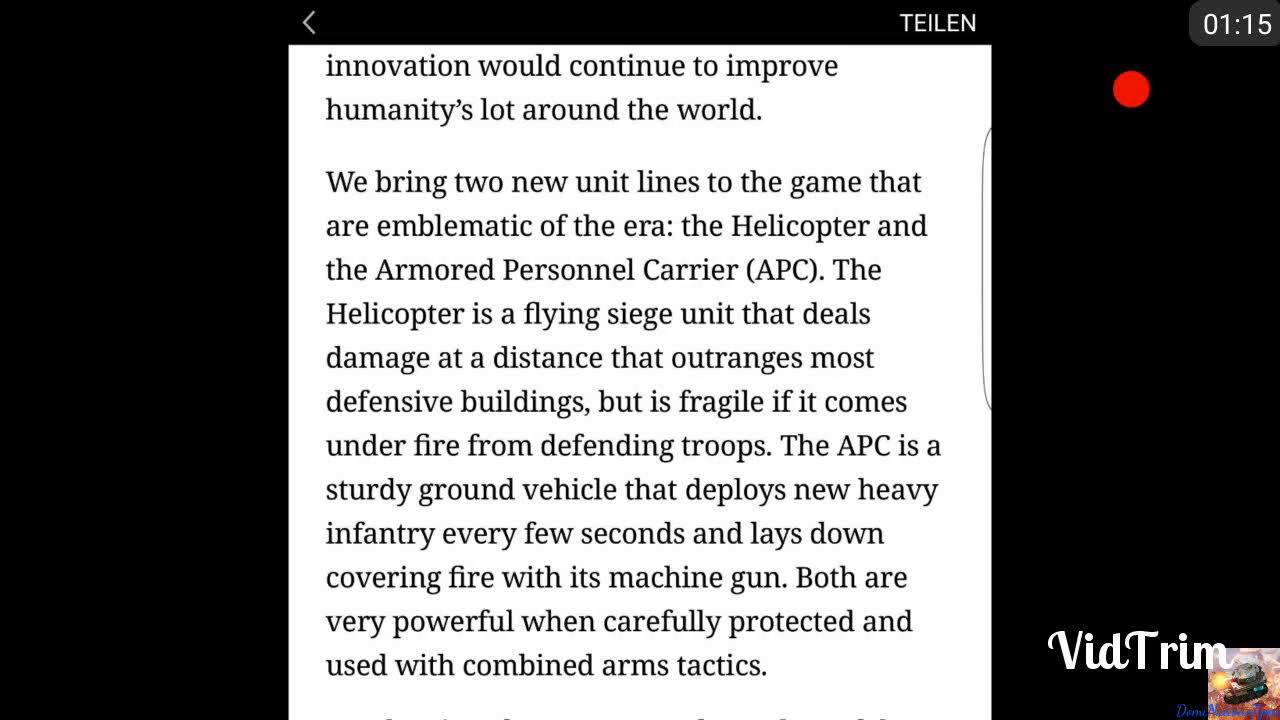 TEILEN
01:15
innovation would continue to improve
humanity’s lot around the world.
We bring two new unit lines to the game that
are emblematic of the era: the Helicopter and
the Armored Personnel Carrier (APC). The
Helicopter is a flying siege unit that deals
damage at a distance that outranges most
defensive buildings, but is fragile if it comes
under fire from defending troops. The APC is a
sturdy ground vehicle that deploys new heavy
infantry every few seconds and lays down
covering fire with its machine gun. Both are
very powerful when carefully protected and
used with combined arms tactics.
VidTrim